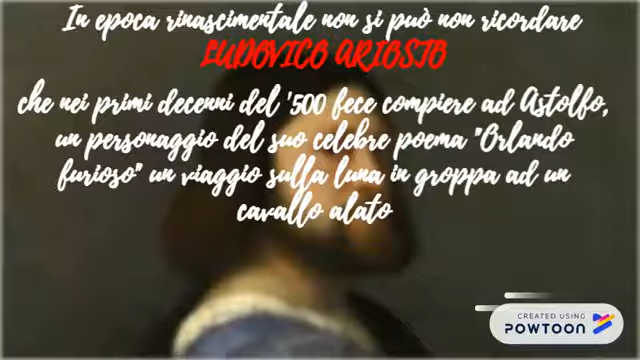 In epoca rinascimentale non si può non ricordare
LUDOVICO ARIOSTO
che nei primi decenni del '500 fece compiere ad Astolfo,
un personaggio del suo celebre poema "Orlando
furioso" un viaggio sulla luna in groppa ad un
cavallo alato
CREATED USING
POWTOON